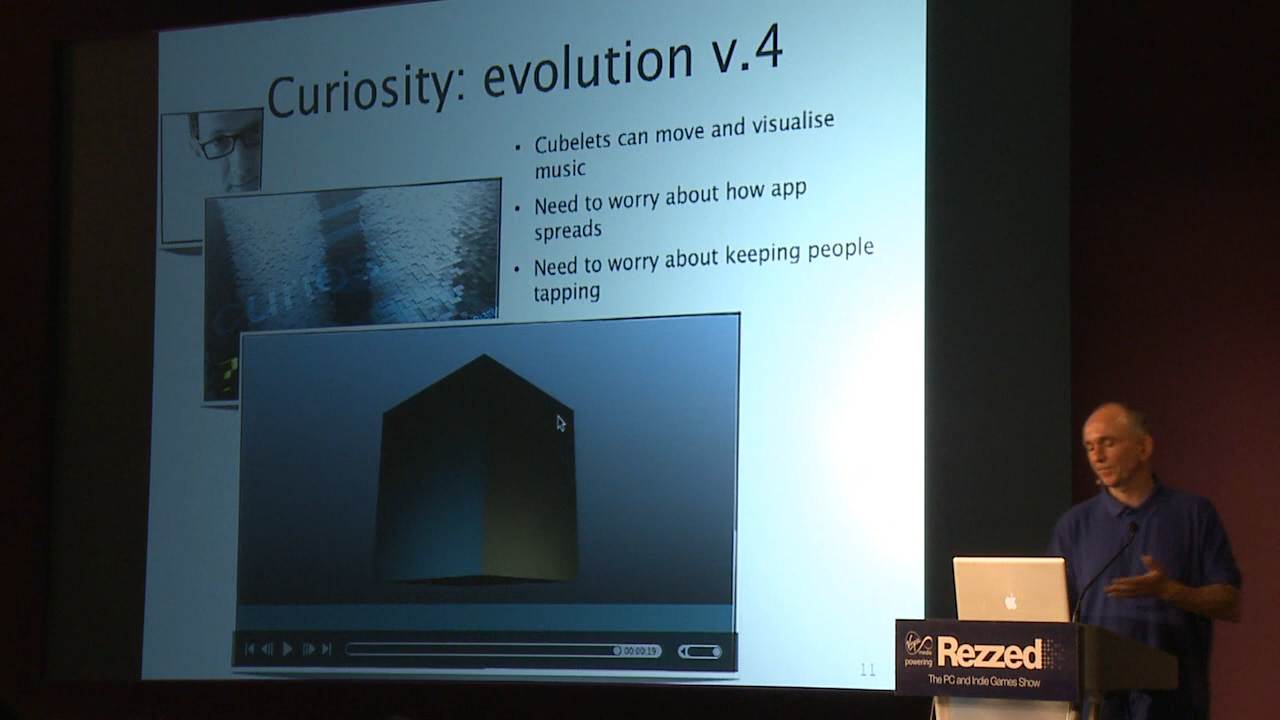 Curiosity: evolution v.4
• Cubelets can move and visualise
music
• Need to worry about how app
spreads
• Need to worry about keeping people
tapping
00:00:19
11
Virgin media
powering
Rezzed
The PC and Indie Games Show